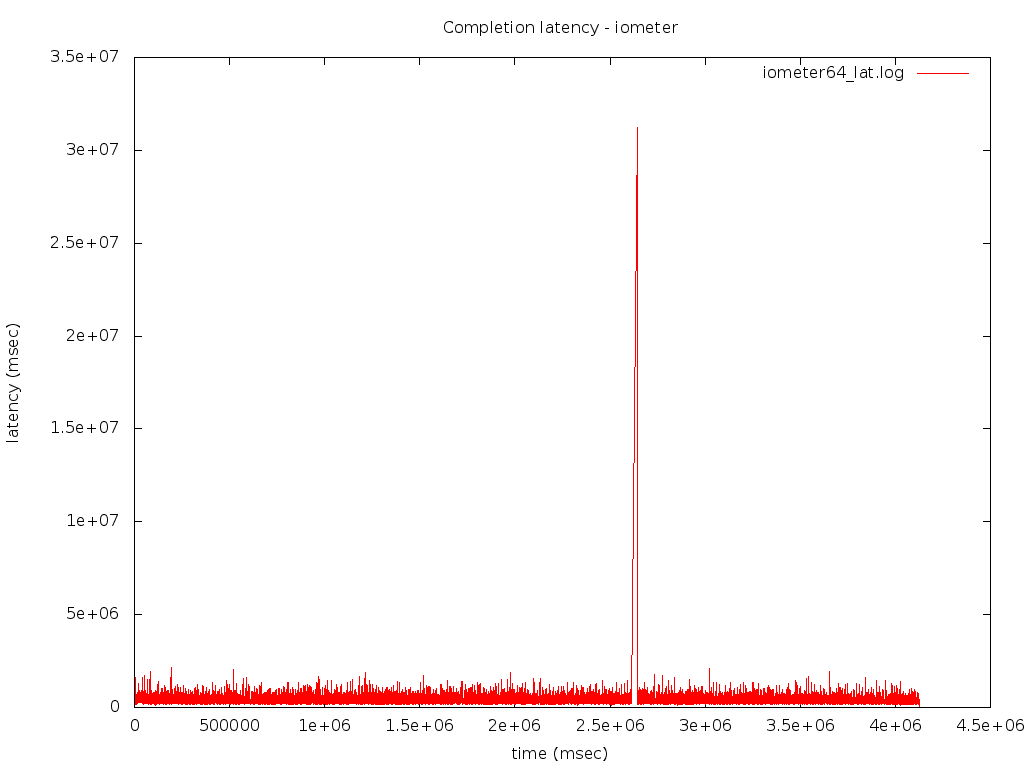 Completion latency - iometer
iometer64_lat.log
3.5e+07
3e+07
2.5e+07
2e+07
1.5e+07
1e+07
5e+06
0
latency (msec)
0 500000 1e+06 1.5e+06 2e+06 2.5e+06 3e+06 3.5e+06 4e+06 4.5e+06
time (msec)